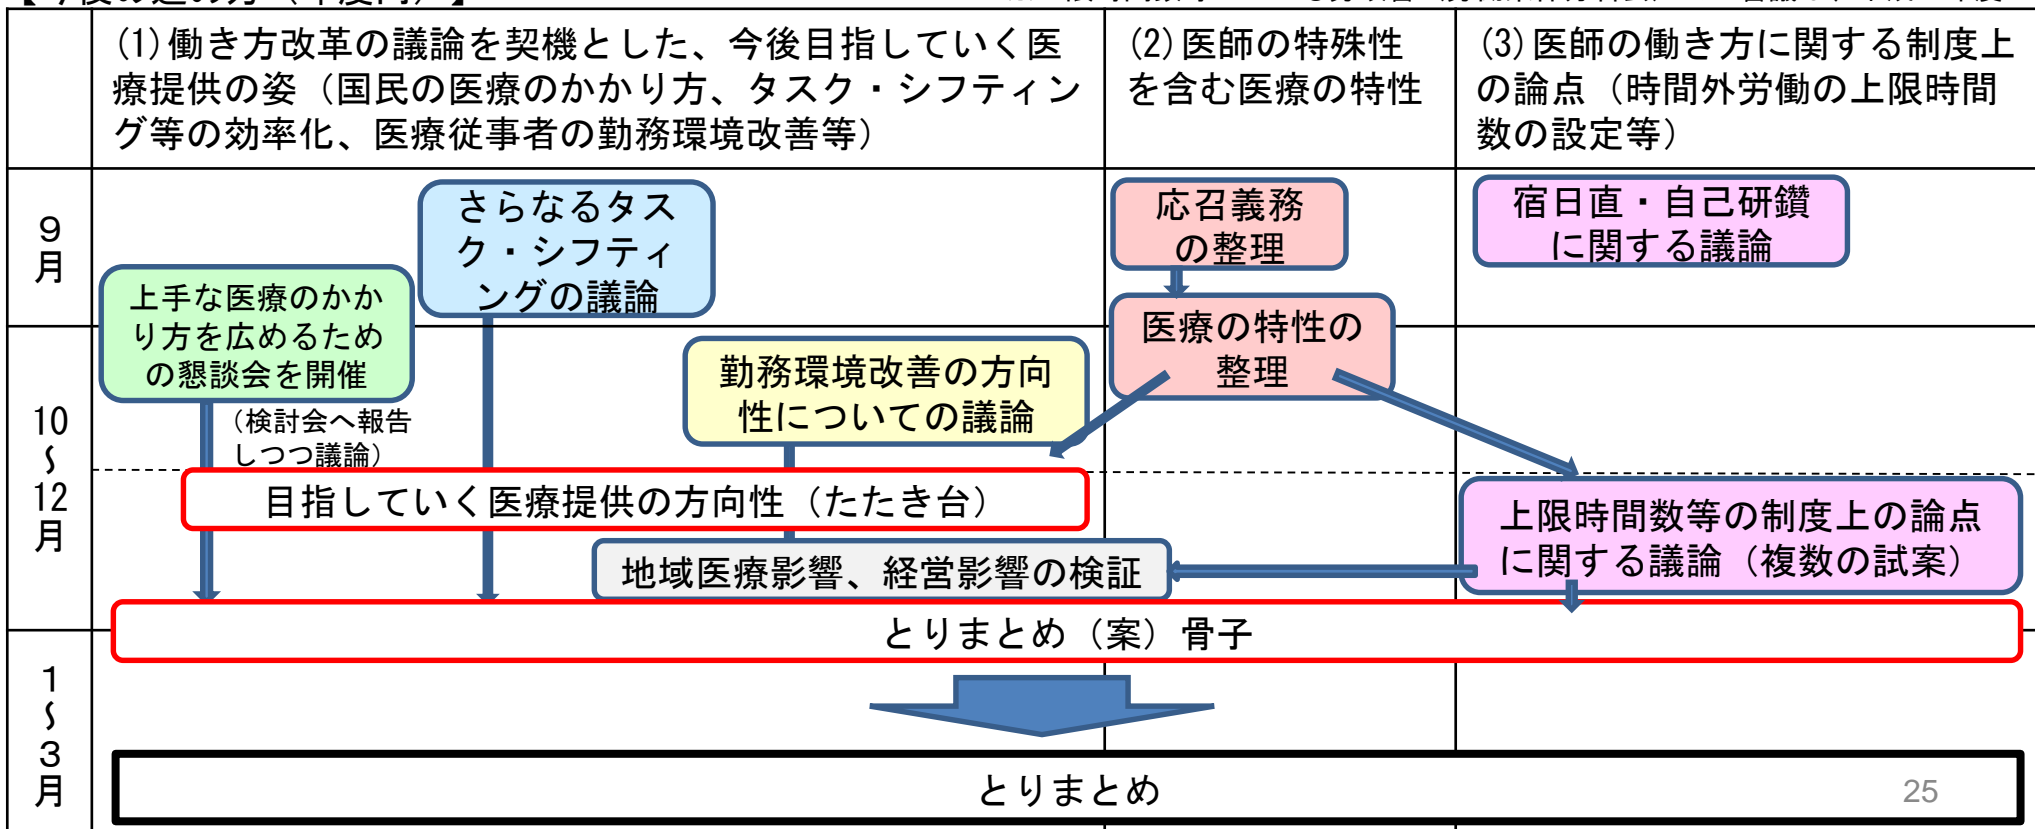 (1)働き方改革の議論を契機とした、今後目指していく医
療提供の姿（国民の医療のかかり方、タスク・シフティン
グ等の効率化、医療従事者の勤務環境改善等）
(2)医師の特殊性
を含む医療の特性
(3)医師の働き方に関する制度上
の論点（時間外労働の上限時間
数の設定等）
9
月
さらなるタス
ク・シフティ
ングの議論
応召義務
の整理
宿日直・自己研鑽
に関する議論
上手な医療のかか
り方を広めるため
の懇談会を開催
医療の特性の
整理
10
～
12
月
（検討会へ報告
しつつ議論）
勤務環境改善の方向
性についての議論
目指していく医療提供の方向性（たたき台）
上限時間数等の制度上の論点
に関する議論（複数の試案）
地域医療影響、経営影響の検証
とりまとめ（案）骨子
1
～
3
月
とりまとめ
25